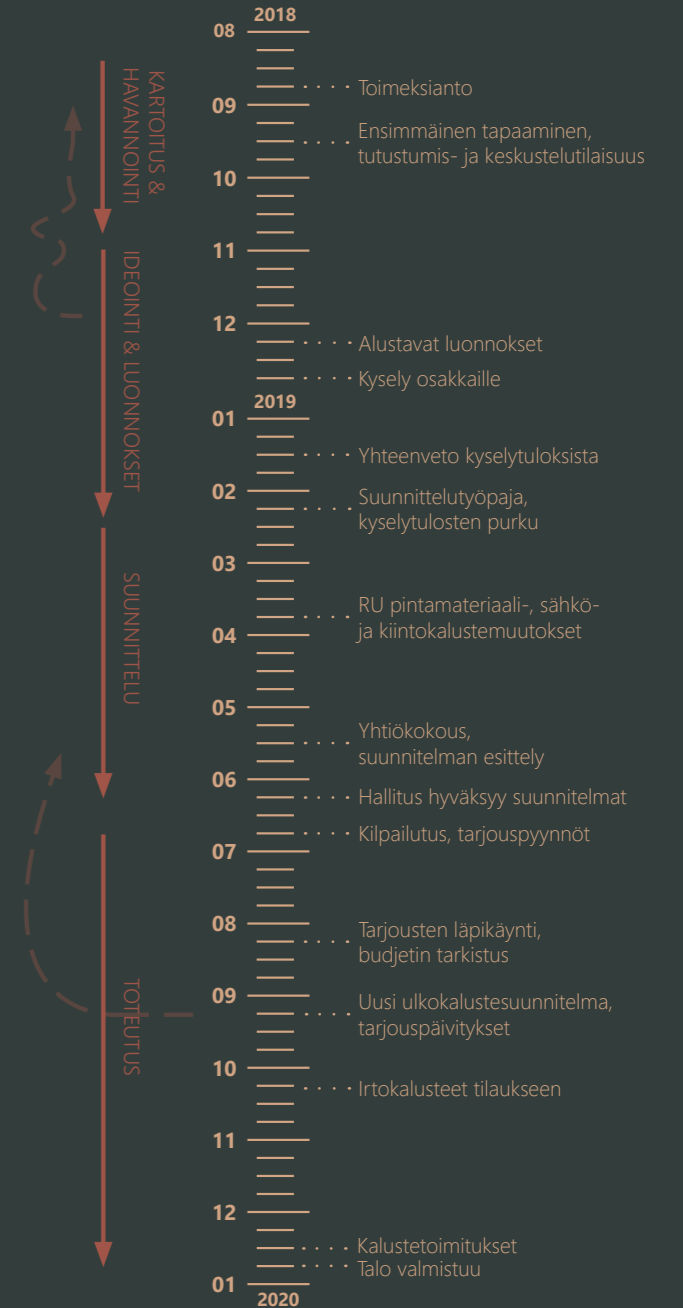 2018
08
Toimeksianto
09
Ensimmäinen tapaaminen,
tutustumis- ja keskustelutilaisuus
10
KARTOITUS &
HAVANNOINTI
11
12
Alustavat luonnokset
Kysely osakkaille
IDEOINTI & LUONNOKSET
2019
01
Yhteenveto kyselytuloksista
02
Suunnittelutyöpaja,
kyselytulosten purku
03
RU pintamateriaali-, sähkö-
ja kiintokalustemuutokset
04
SUUNNITTELU
05
Yhtiökokous,
suunnitelman esittely
06
Hallitus hyväksyy suunnitelmat
Kilpailutus, tarjouspyynnöt
07
08
Tarjousten läpikäynti,
budjetin tarkistus
09
Uusi ulkokalustesuunnitelma,
tarjouspäivitykset
TOTEUTUS
10
Irtokalusteet tilaukseen
11
12
Kalustetoimitukset
Talo valmistuu
01
2020